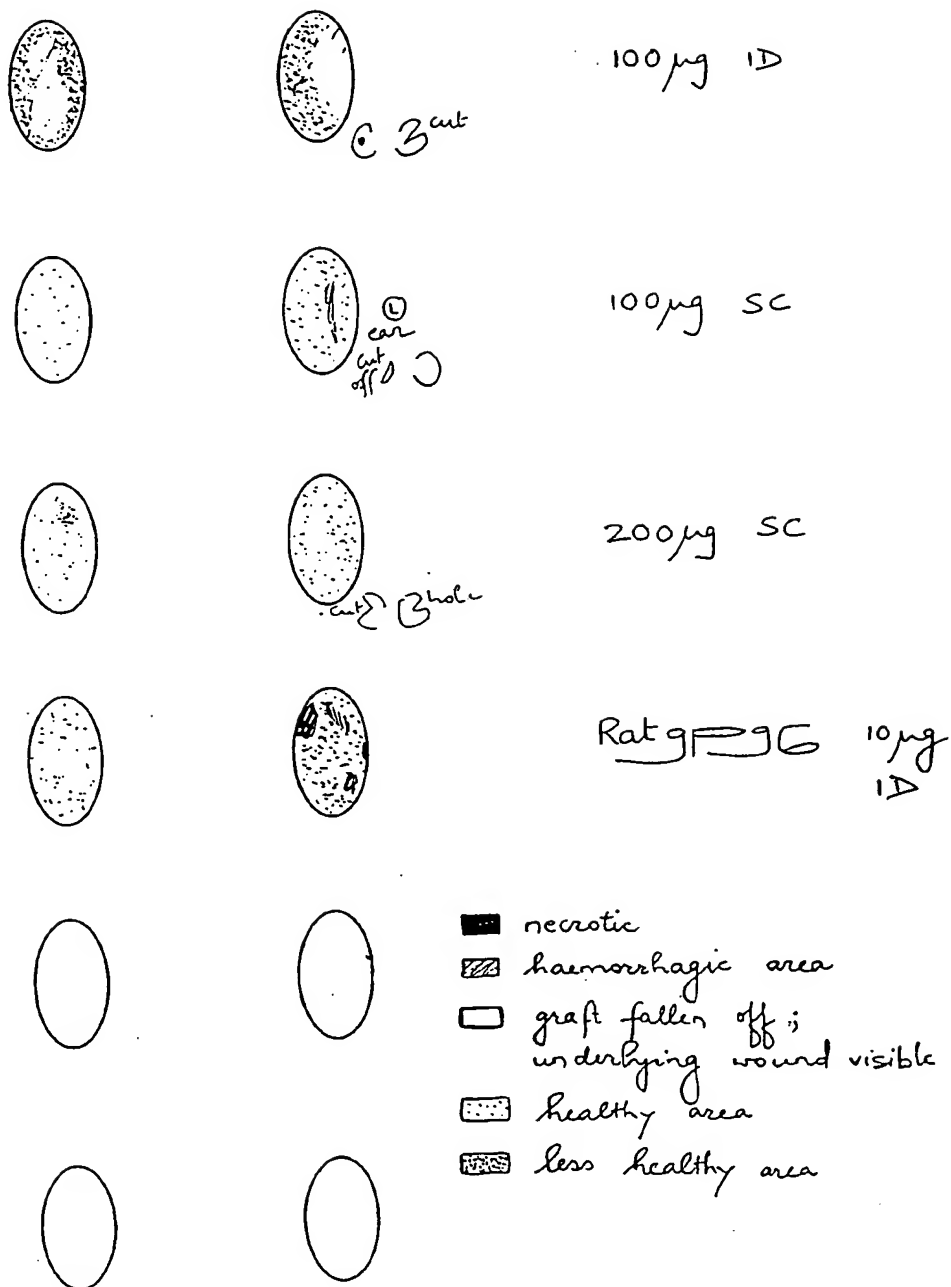 100µg ID
cut
100µg SC
L
ear
cut
off
200µg SC
cut
hole
Rat gp96 10µg
ID
necrotic
haemorrhagic area
graft fallen off ;
underlying wound visible
healthy area
less healthy area